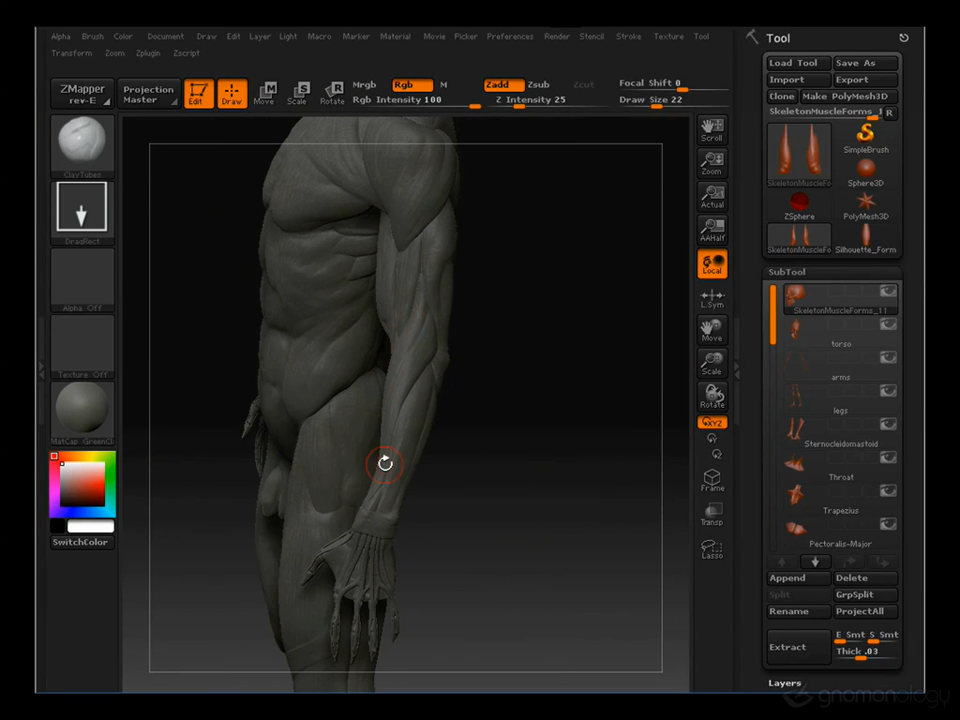 Alpha Brush Color Document Draw Edit Layer Light Macro Marker Material Movie Picker Preferences Render Stencil Stroke Texture Tool
Transform Zoom Zplugin Zscript
ZMapper
rev-E
Projection
Master
Edit
Draw
Move
Scale
Rotate
Mrgb Rgb M
Rgb Intensity 100
Zadd Zsub Zcut
Z Intensity 25
Focal Shift 0
Draw Size 22
ClayTubes
DragRect
Alpha Off
Texture Off
MatCap GreenCl
SwitchColor
Scroll
Zoom
Actual
AAHalf
Local
L.Sym
Move
Scale
Rotate
XYZ
Frame
Transp
Lasso
Tool
Load Tool Save As
Import Export
Clone Make PolyMesh3D
SkeletonMuscleForms_1 R
SkeletonMuscleFo
SimpleBrush
Sphere3D
ZSphere
PolyMesh3D
SkeletonMuscleFo
Silhouette_Form
SubTool
SkeletonMuscleForms_11
torso
arms
legs
Sternocleidomastoid
Throat
Trapezius
Pectoralis-Major
Append Delete
Split GrpSplit
Rename ProjectAll
Extract
E Smt S Smt
Thick .03
Layers
gnomonology